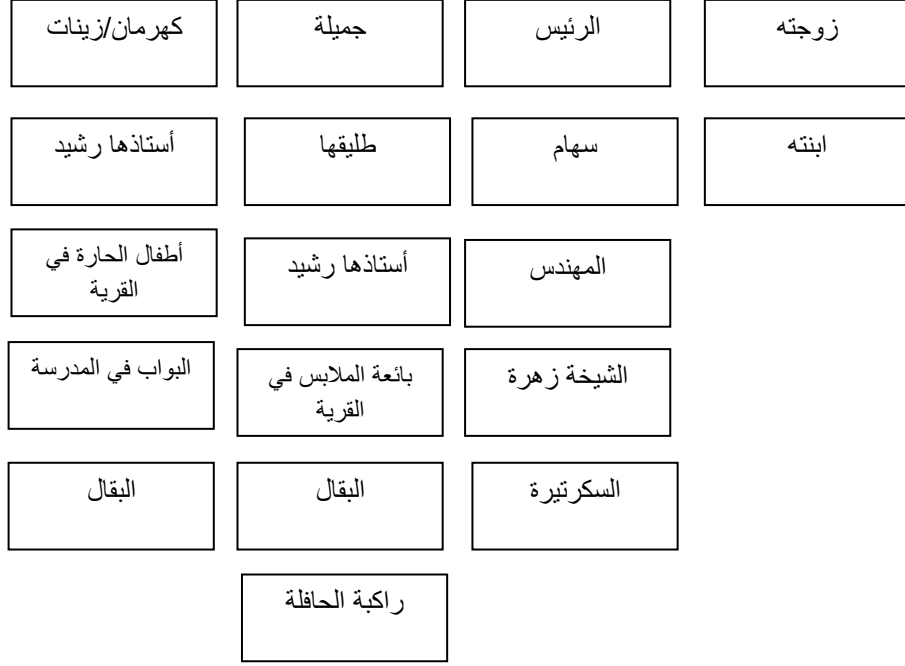 زوجته
الرئيس
جميلة
كهرمان/زينات
ابنته
سهام
طليقها
أستاذها رشيد
المهندس
أستاذها رشيد
أطفال الحارة في
القرية
الشيخة زهرة
بائعة الملابس في
القرية
البواب في المدرسة
السكرتيرة
البقال
البقال
راكبة الحافلة